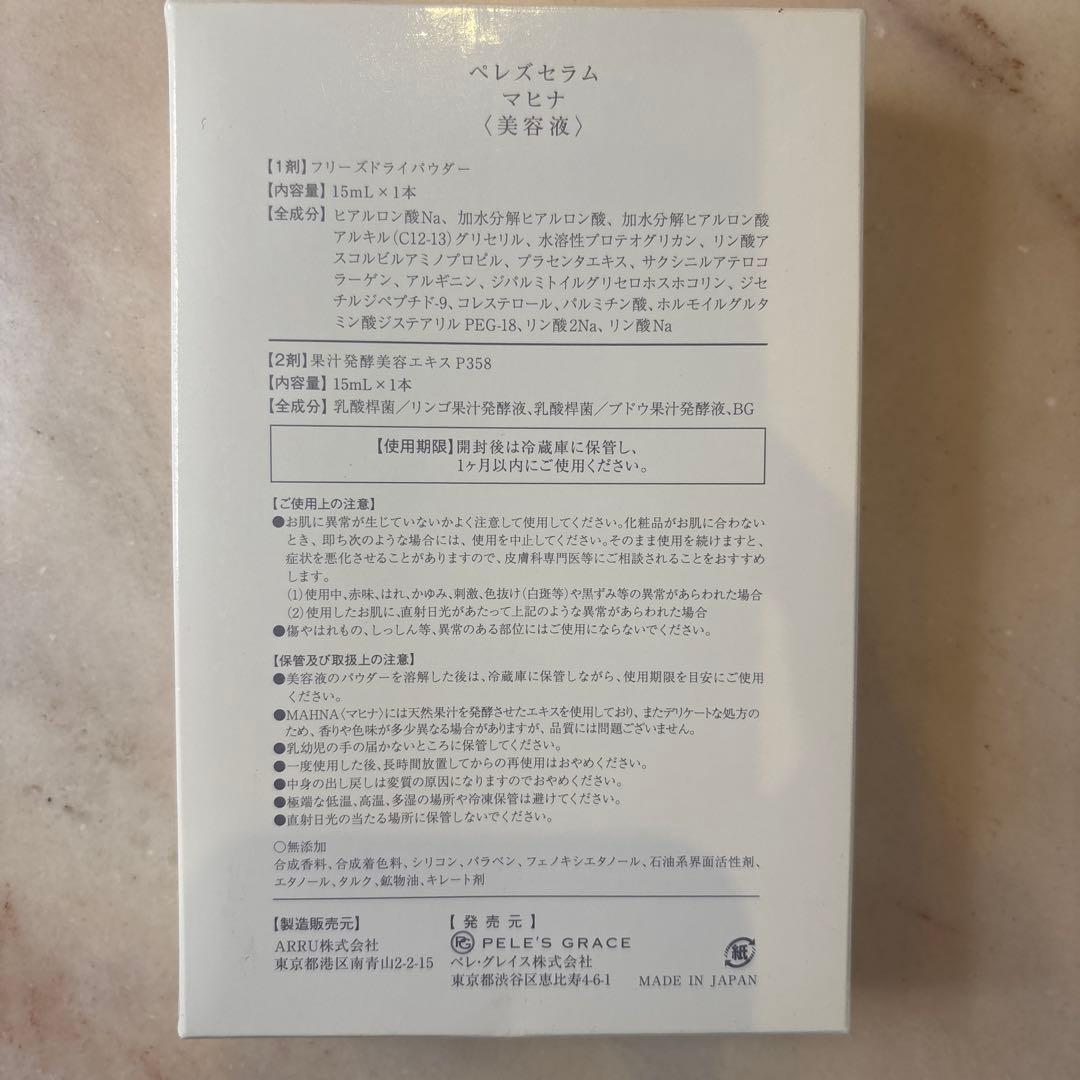 ペレズセラム
マヒナ
〈美容液〉
【1剤】フリーズドライパウダー
【内容量】15mL×1本
【全成分】ヒアルロン酸Na、加水分解ヒアルロン酸、加水分解ヒアルロン酸
アルキル(C12-13)グリセリル、水溶性プロテオグリカン、リン酸ア
スコルビルアミノプロピル、プラセンタエキス、サクシニルアテロコ
ラーゲン、アルギニン、ジパルミトイルグリセロホスホコリン、ジセ
チルジペプチド-9、コレステロール、パルミチン酸、ホルモイルグルタ
ミン酸ジステアリルPEG-18、リン酸2Na、リン酸Na
【2剤】果汁発酵美容エキスP358
【内容量】15mL×1本
【全成分】乳酸桿菌／リンゴ果汁発酵液、乳酸桿菌／ブドウ果汁発酵液、BG
【使用期限】開封後は冷蔵庫に保管し、
1ヶ月以内にご使用ください。
【ご使用上の注意】
●お肌に異常が生じていないかよく注意して使用してください。化粧品がお肌に合わない
とき、即ち次のような場合には、使用を中止してください。そのまま使用を続けますと、
症状を悪化させることがありますので、皮膚科専門医等にご相談されることをおすすめ
します。
(1)使用中、赤味、はれ、かゆみ、刺激、色抜け(白斑等)や黒ずみ等の異常があらわれた場合
(2)使用したお肌に、直射日光があたって上記のような異常があらわれた場合
●傷やはれもの、しっしん等、異常のある部位にはご使用にならないでください。
【保管及び取扱上の注意】
●美容液のパウダーを溶解した後は、冷蔵庫に保管しながら、使用期限を目安にご使用
ください。
●MAHNA〈マヒナ〉には天然果汁を発酵させたエキスを使用しており、またデリケートな処方の
ため、香りや色味が多少異なる場合がありますが、品質には問題ございません。
●乳幼児の手の届かないところに保管してください。
●一度使用した後、長時間放置してからの再使用はおやめください。
●中身の出し戻しは変質の原因になりますのでおやめください。
●極端な低温、高温、多湿の場所や冷凍保管は避けてください。
●直射日光の当たる場所に保管しないでください。
○無添加
合成香料、合成着色料、シリコン、パラベン、フェノキシエタノール、石油系界面活性剤、
エタノール、タルク、鉱物油、キレート剤
【製造販売元】
ARRU株式会社
東京都港区南青山2-2-15
【発売元】
PG PELE'S GRACE
ペレ・グレイス株式会社
東京都渋谷区恵比寿4-6-1
紙
MADE IN JAPAN